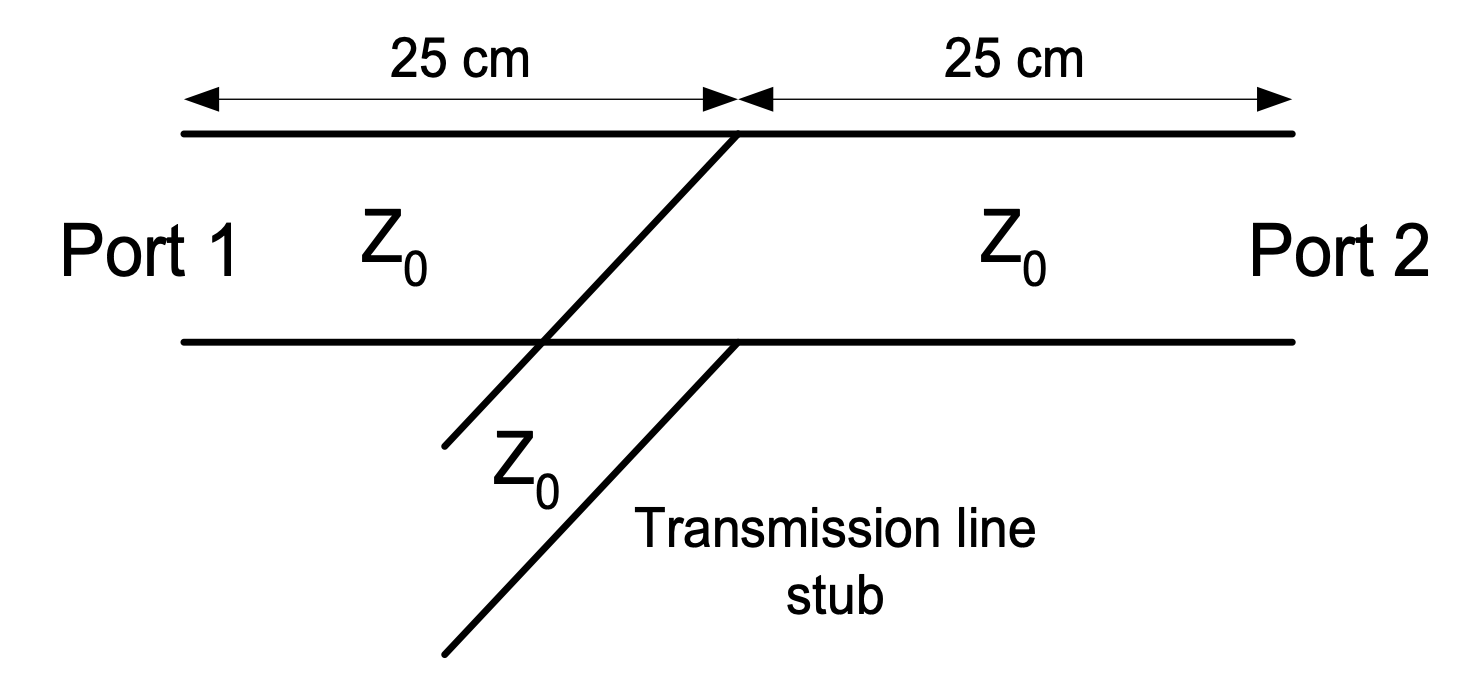 25 cm 25 cm
Port 1 Z₀ Z₀ Port 2
Z₀
Transmission line
stub